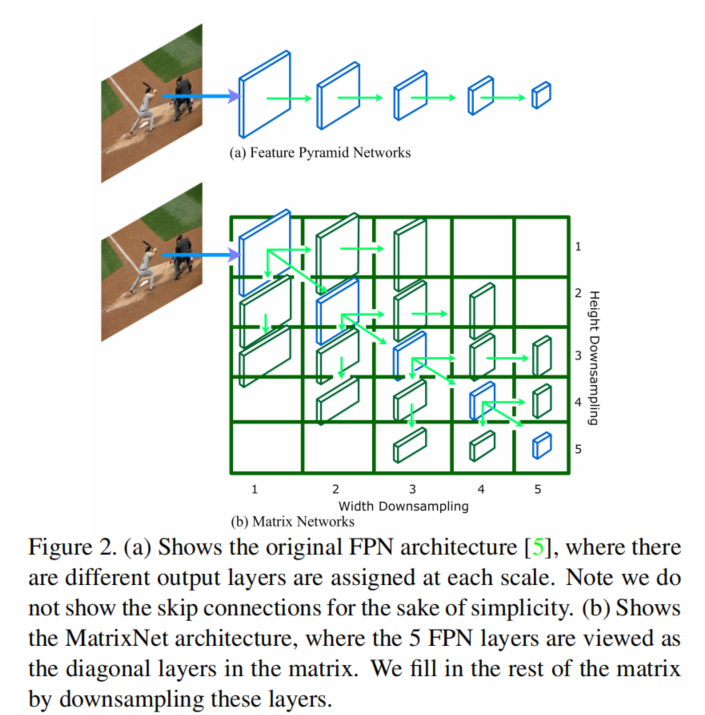 (a) Feature Pyramid Networks
1
2
3
4
5
Height Downsampling
1 2 3 4 5
Width Downsampling
(b) Matrix Networks
Figure 2. (a) Shows the original FPN architecture [5], where there
are different output layers are assigned at each scale. Note we do
not show the skip connections for the sake of simplicity. (b) Shows
the MatrixNet architecture, where the 5 FPN layers are viewed as
the diagonal layers in the matrix. We fill in the rest of the matrix
by downsampling these layers.